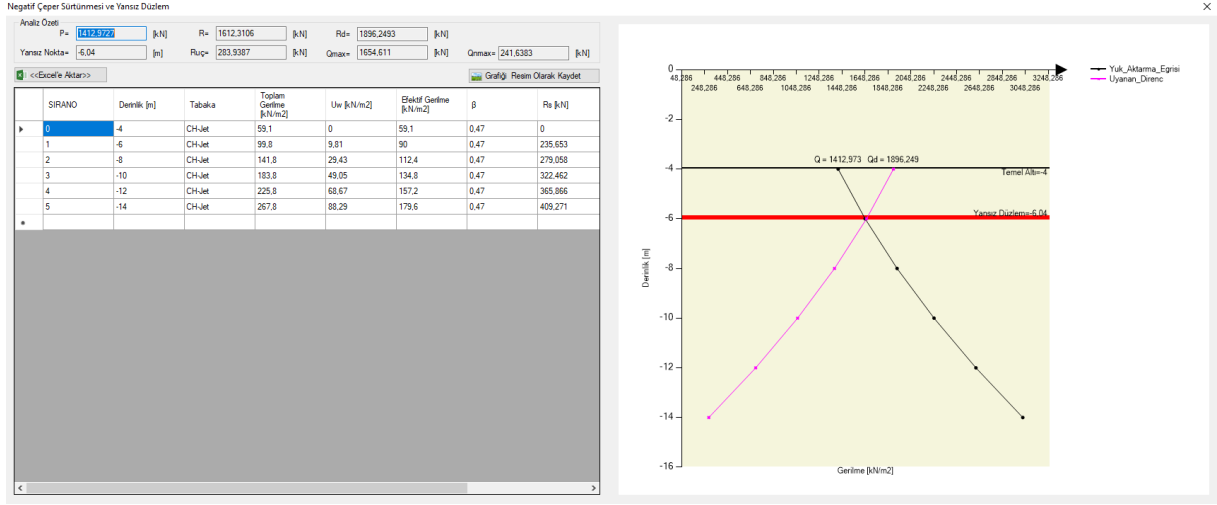 Negatif Çeper Sürtünmesi ve Yansız Düzlem
Analiz Özeti
P= 1412,9727 [kN] R= 1612,3106 [kN] Rd= 1896,2493 [kN]
Yansız Nokta= -6,04 [m] Ruç= 283,9387 [kN] Qmax= 1654,611 [kN] Qnmax= 241,6383 [kN]
<<Excel'e Aktar>> Grafiği Resim Olarak Kaydet
SIRANO Derinlik [m] Tabaka Toplam Gerilme [kN/m2] Uw [kN/m2] Efektif Gerilme [kN/m2] β Rs [kN]
0 -4 CH-Jet 59,1 0 59,1 0,47 0
1 -6 CH-Jet 99,8 9,81 90 0,47 235,653
2 -8 CH-Jet 141,8 29,43 112,4 0,47 279,058
3 -10 CH-Jet 183,8 49,05 134,8 0,47 322,462
4 -12 CH-Jet 225,8 68,67 157,2 0,47 365,866
5 -14 CH-Jet 267,8 88,29 179,6 0,47 409,271
0
48,286 448,286 848,286 1248,286 1648,286 2048,286 2448,286 2848,286 3248,286
248,286 648,286 1048,286 1448,286 1848,286 2248,286 2648,286 3048,286
Yuk_Aktarma_Egrisi
Uyanan_Direnc
-2
Q = 1412,973 Qd = 1896,249
-4
Temel Altı=-4
Yansız Düzlem=-6,04
-6
-8
-10
-12
-14
-16
Derinlik [m]
Gerilme [kN/m2]